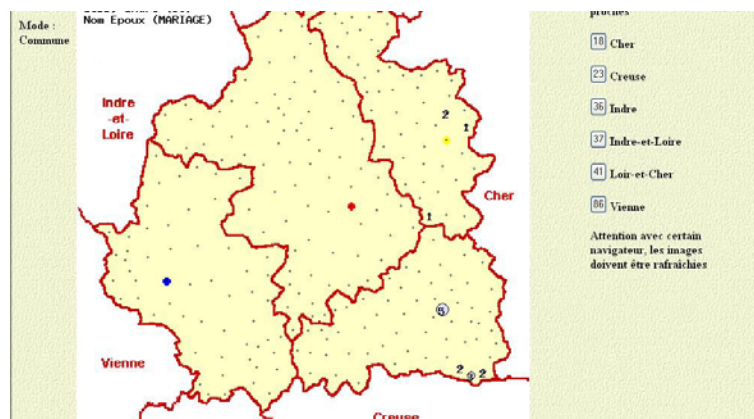 Mode :
Commune
Nom Epoux (MARIAGE)
Indre
-et-
Loire
2
1
Cher
1
5
2
2
Vienne
Creuse
proches
18 Cher
23 Creuse
36 Indre
37 Indre-et-Loire
41 Loir-et-Cher
86 Vienne
Attention avec certain
navigateur, les images
doivent être rafraichies